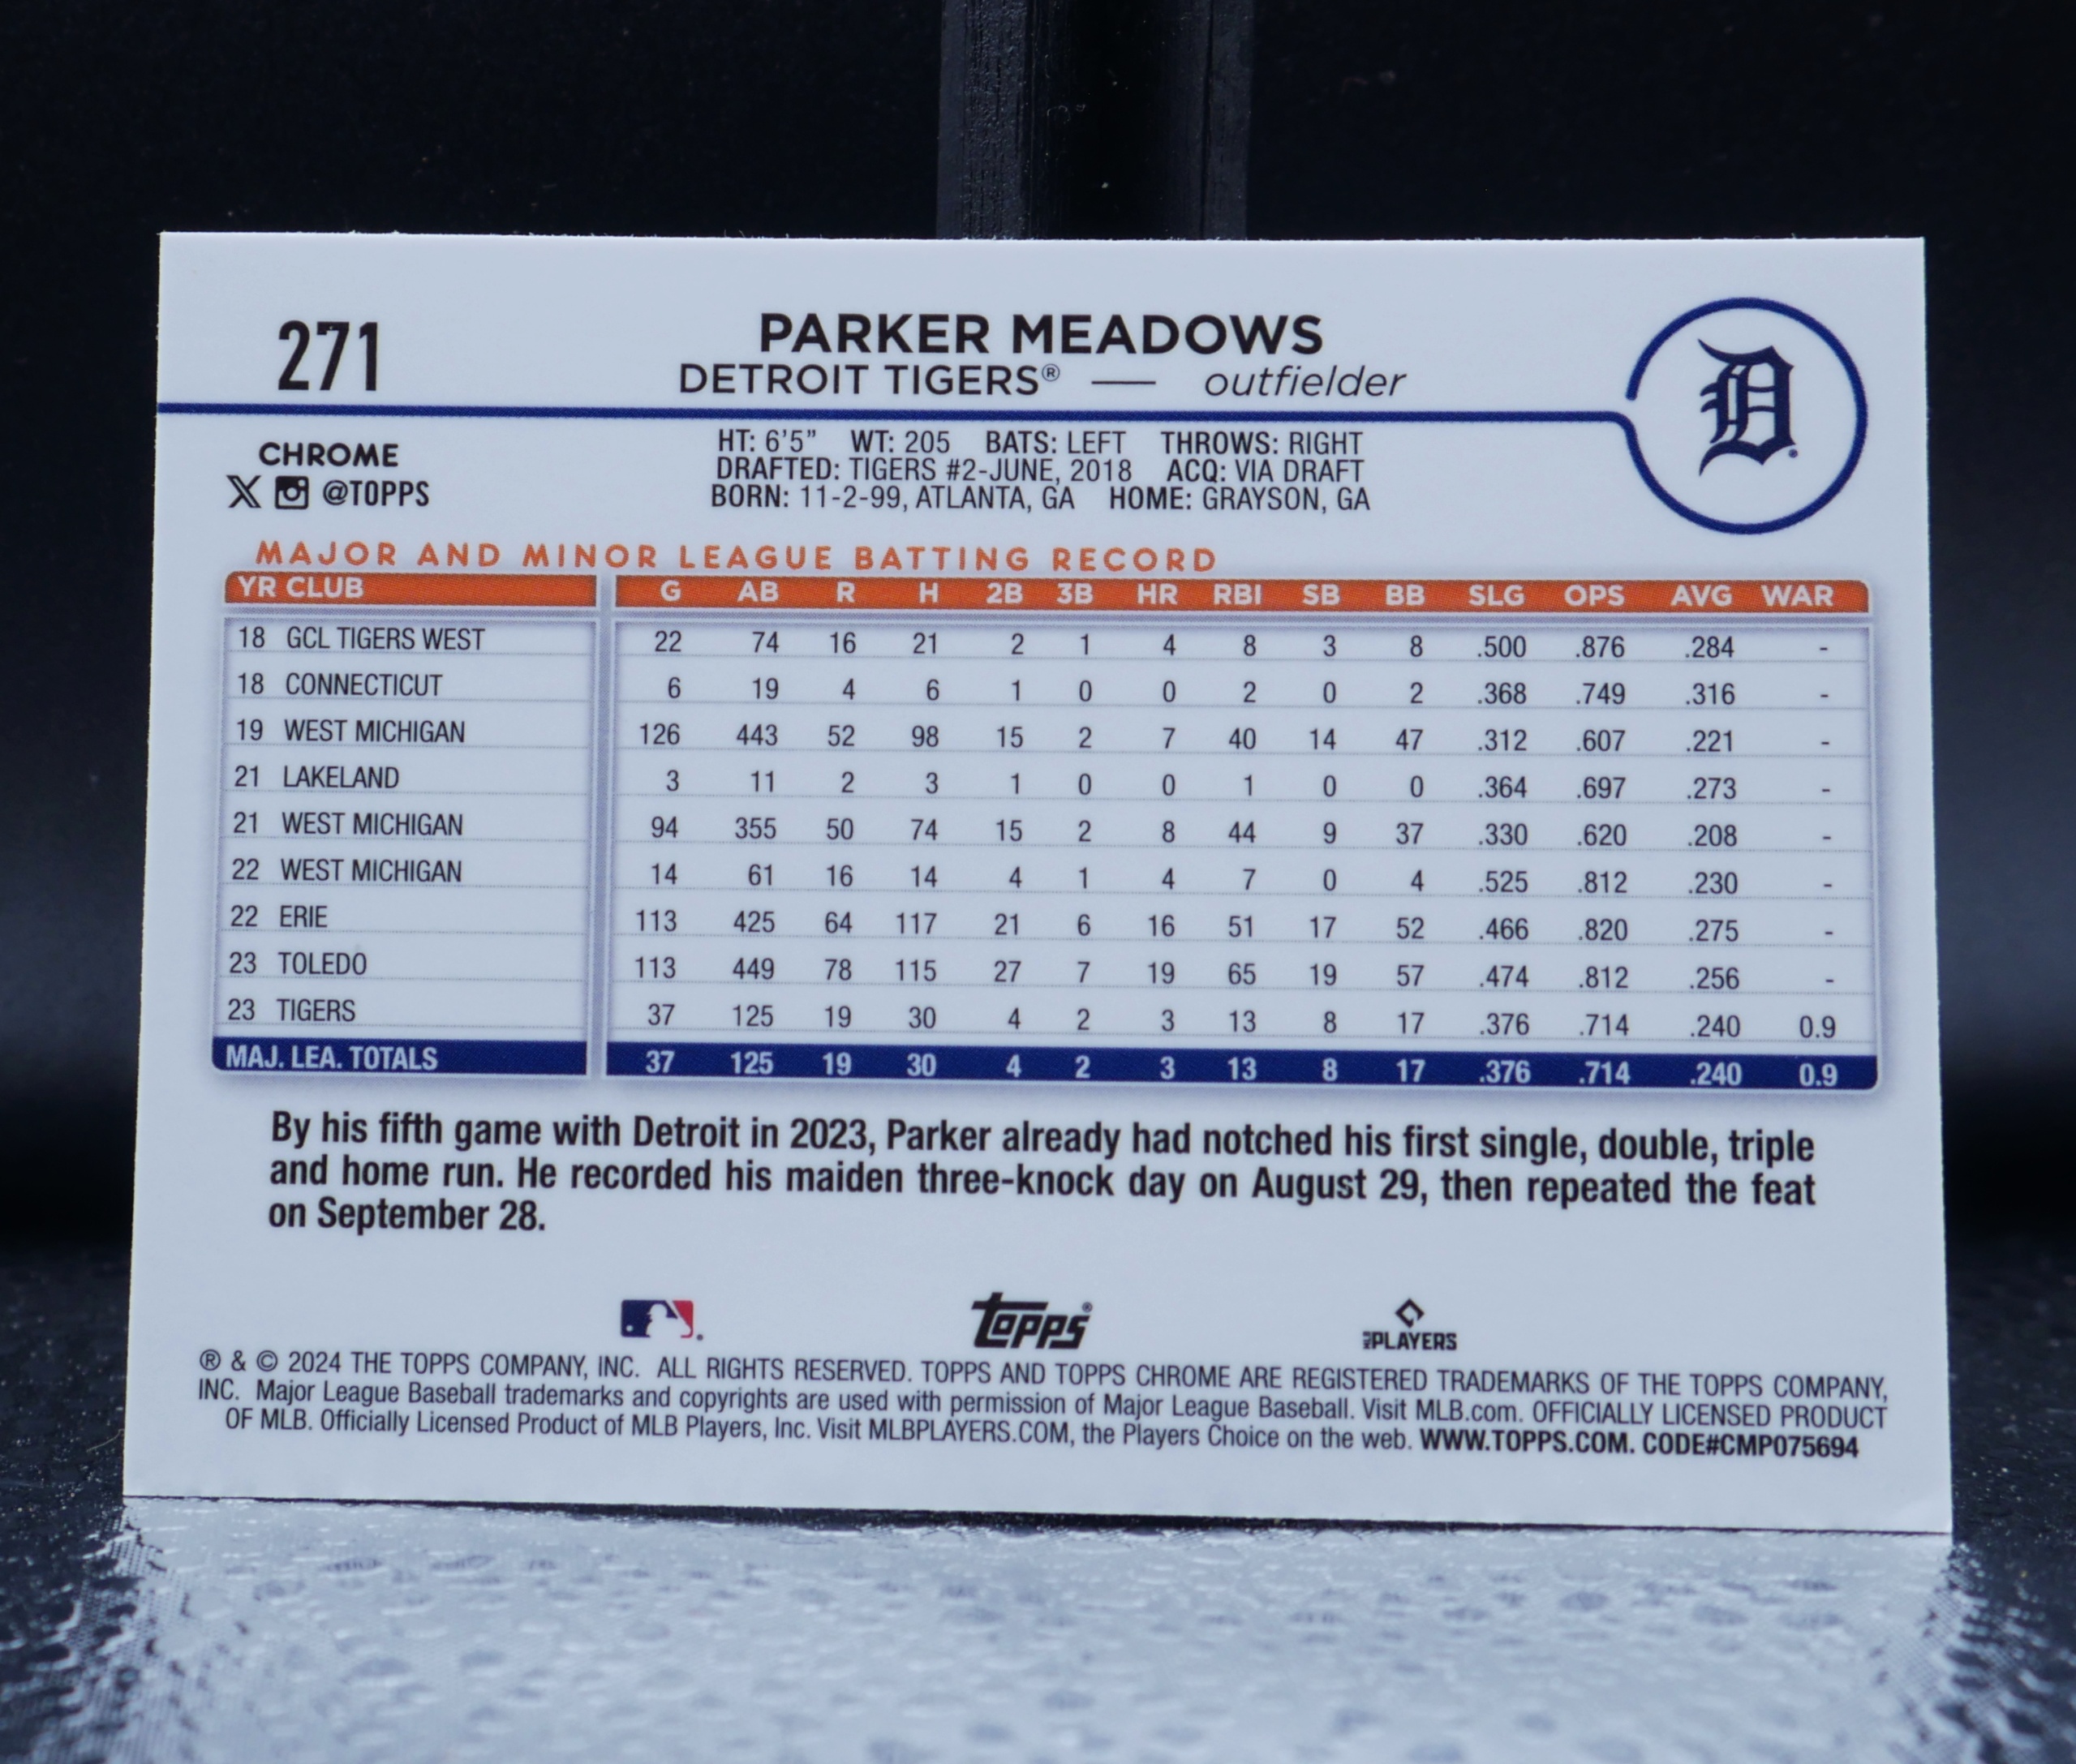 271
PARKER MEADOWS
DETROIT TIGERS® — outfielder
D
CHROME
X @TOPPS
HT: 6'5" WT: 205 BATS: LEFT THROWS: RIGHT
DRAFTED: TIGERS #2-JUNE, 2018 ACQ: VIA DRAFT
BORN: 11-2-99, ATLANTA, GA HOME: GRAYSON, GA
MAJOR AND MINOR LEAGUE BATTING RECORD
YR CLUB G AB R H 2B 3B HR RBI SB BB SLG OPS AVG WAR
18 GCL TIGERS WEST 22 74 16 21 2 1 4 8 3 8 .500 .876 .284 -
18 CONNECTICUT 6 19 4 6 1 0 0 2 0 2 .368 .749 .316 -
19 WEST MICHIGAN 126 443 52 98 15 2 7 40 14 47 .312 .607 .221 -
21 LAKELAND 3 11 2 3 1 0 0 1 0 0 .364 .697 .273 -
21 WEST MICHIGAN 94 355 50 74 15 2 8 44 9 37 .330 .620 .208 -
22 WEST MICHIGAN 14 61 16 14 4 1 4 7 0 4 .525 .812 .230 -
22 ERIE 113 425 64 117 21 6 16 51 17 52 .466 .820 .275 -
23 TOLEDO 113 449 78 115 27 7 19 65 19 57 .474 .812 .256 -
23 TIGERS 37 125 19 30 4 2 3 13 8 17 .376 .714 .240 0.9
MAJ. LEA. TOTALS 37 125 19 30 4 2 3 13 8 17 .376 .714 .240 0.9
By his fifth game with Detroit in 2023, Parker already had notched his first single, double, triple
and home run. He recorded his maiden three-knock day on August 29, then repeated the feat
on September 28.
topps® PLAYERS
® & © 2024 THE TOPPS COMPANY, INC. ALL RIGHTS RESERVED. TOPPS AND TOPPS CHROME ARE REGISTERED TRADEMARKS OF THE TOPPS COMPANY,
INC. Major League Baseball trademarks and copyrights are used with permission of Major League Baseball. Visit MLB.com. OFFICIALLY LICENSED PRODUCT
OF MLB. Officially Licensed Product of MLB Players, Inc. Visit MLBPLAYERS.COM, the Players Choice on the web. WWW.TOPPS.COM. CODE#CMP075694